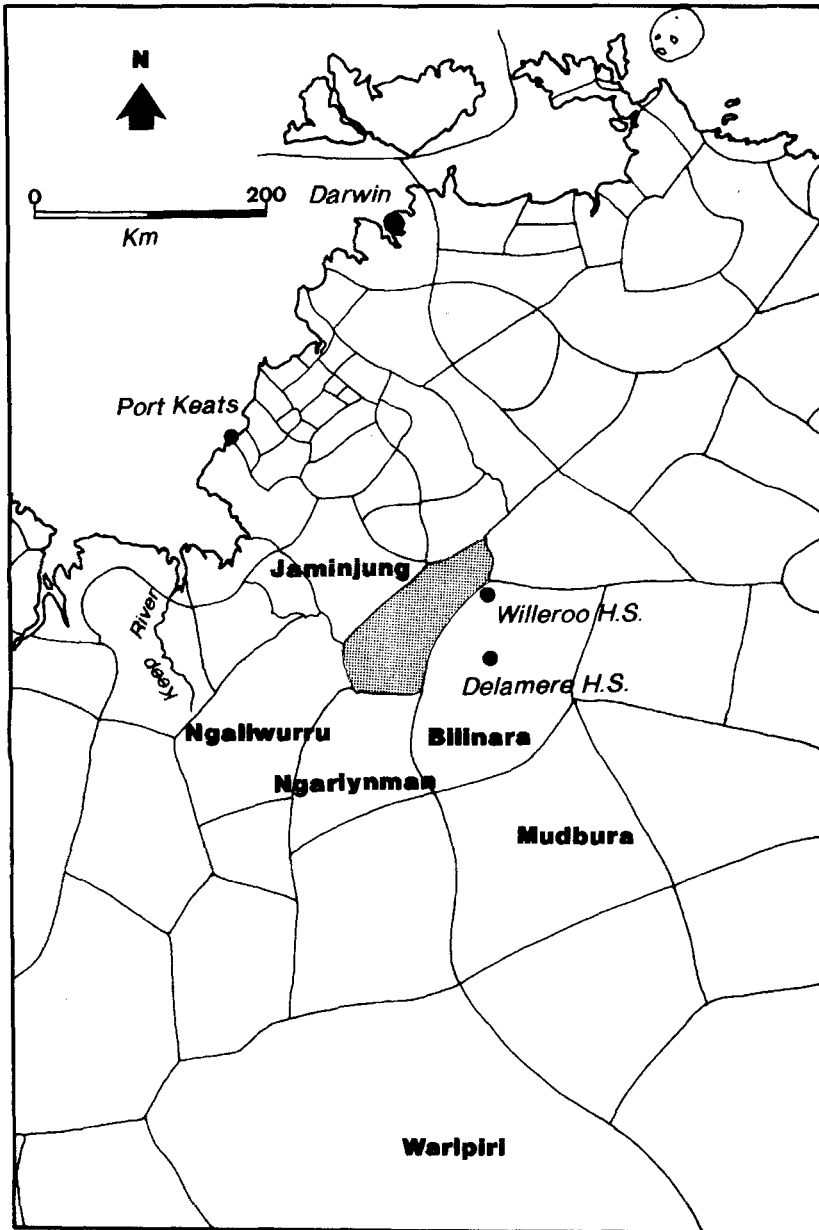 N
0 200
Km
Darwin
Port Keats
Jaminjung
Willeroo H.S.
Keep River
Delamere H.S.
Ngaliwurru
Bilinara
Ngarlynman
Mudbura
Warlpiri